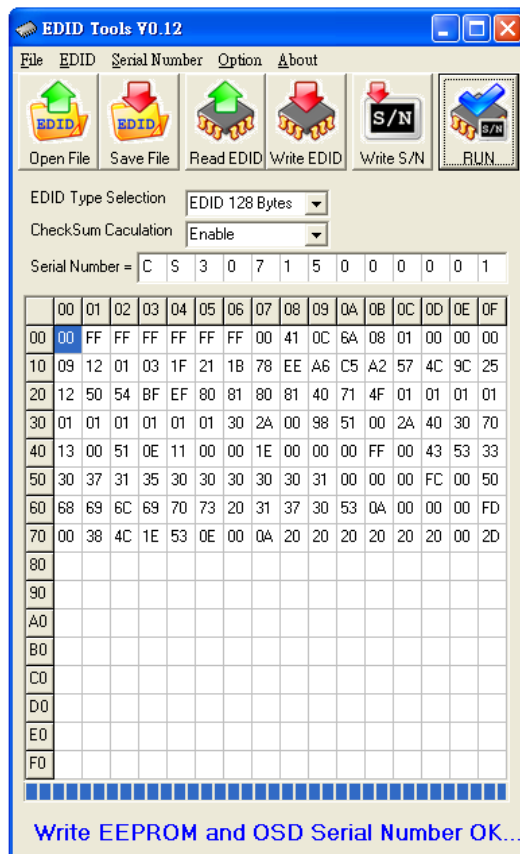 EDID Tools V0.12
File EDID Serial Number Option About
EDID EDID S/N S/N
Open File Save File Read EDID Write EDID Write S/N RUN
EDID Type Selection EDID 128 Bytes
CheckSum Caculation Enable
Serial Number = C S 3 0 7 1 5 0 0 0 0 0 1
00 01 02 03 04 05 06 07 08 09 0A 0B 0C 0D 0E 0F
00 00 FF FF FF FF FF FF 00 41 0C 6A 08 01 00 00 00
10 09 12 01 03 1F 21 1B 78 EE A6 C5 A2 57 4C 9C 25
20 12 50 54 BF EF 80 81 80 81 40 71 4F 01 01 01 01
30 01 01 01 01 01 01 30 2A 00 98 51 00 2A 40 30 70
40 13 00 51 0E 11 00 00 1E 00 00 00 FF 00 43 53 33
50 30 37 31 35 30 30 30 30 30 31 00 00 00 FC 00 50
60 68 69 6C 69 70 73 20 31 37 30 53 0A 00 00 00 FD
70 00 38 4C 1E 53 0E 00 0A 20 20 20 20 20 20 00 2D
80
90
A0
B0
C0
D0
E0
F0
Write EEPROM and OSD Serial Number OK...